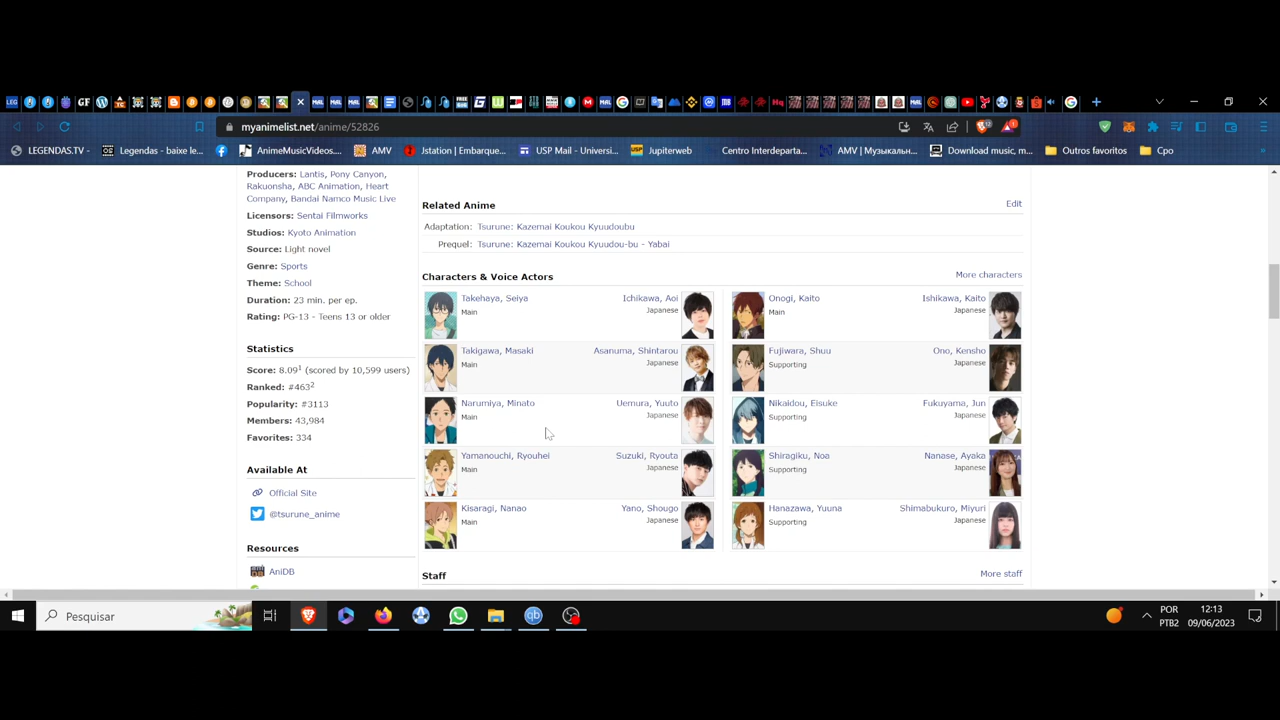 myanimelist.net/anime/52826
LEGENDAS.TV - Legendas - baixe le... AnimeMusicVideos.... AMV Jstation | Embarque... USP Mail - Universi... Jupiterweb Centro Interdeparta... AMV | Музыкальн... Download music, m... Outros favoritos Cpo
Producers: Lantis, Pony Canyon,
Rakuonsha, ABC Animation, Heart
Company, Bandai Namco Music Live
Licensors: Sentai Filmworks
Studios: Kyoto Animation
Source: Light novel
Genre: Sports
Theme: School
Duration: 23 min. per ep.
Rating: PG-13 - Teens 13 or older
Statistics
Score: 8.09¹ (scored by 10,599 users)
Ranked: #463²
Popularity: #3113
Members: 43,984
Favorites: 334
Available At
Official Site
@tsurune_anime
Resources
AniDB
Related Anime Edit
Adaptation: Tsurune: Kazemai Koukou Kyuudoubu
Prequel: Tsurune: Kazemai Koukou Kyuudou-bu - Yabai
Characters & Voice Actors More characters
Takehaya, Seiya Ichikawa, Aoi
Main Japanese
Takigawa, Masaki Asanuma, Shintarou
Main Japanese
Narumiya, Minato Uemura, Yuuto
Main Japanese
Yamanouchi, Ryouhei Suzuki, Ryouta
Main Japanese
Kisaragi, Nanao Yano, Shougo
Main Japanese
Onogi, Kaito Ishikawa, Kaito
Main Japanese
Fujiwara, Shuu Ono, Kensho
Supporting Japanese
Nikaidou, Eisuke Fukuyama, Jun
Supporting Japanese
Shiragiku, Noa Nanase, Ayaka
Supporting Japanese
Hanazawa, Yuuna Shimabukuro, Miyuri
Supporting Japanese
Staff More staff
Pesquisar
POR 12:13
PTB2 09/06/2023